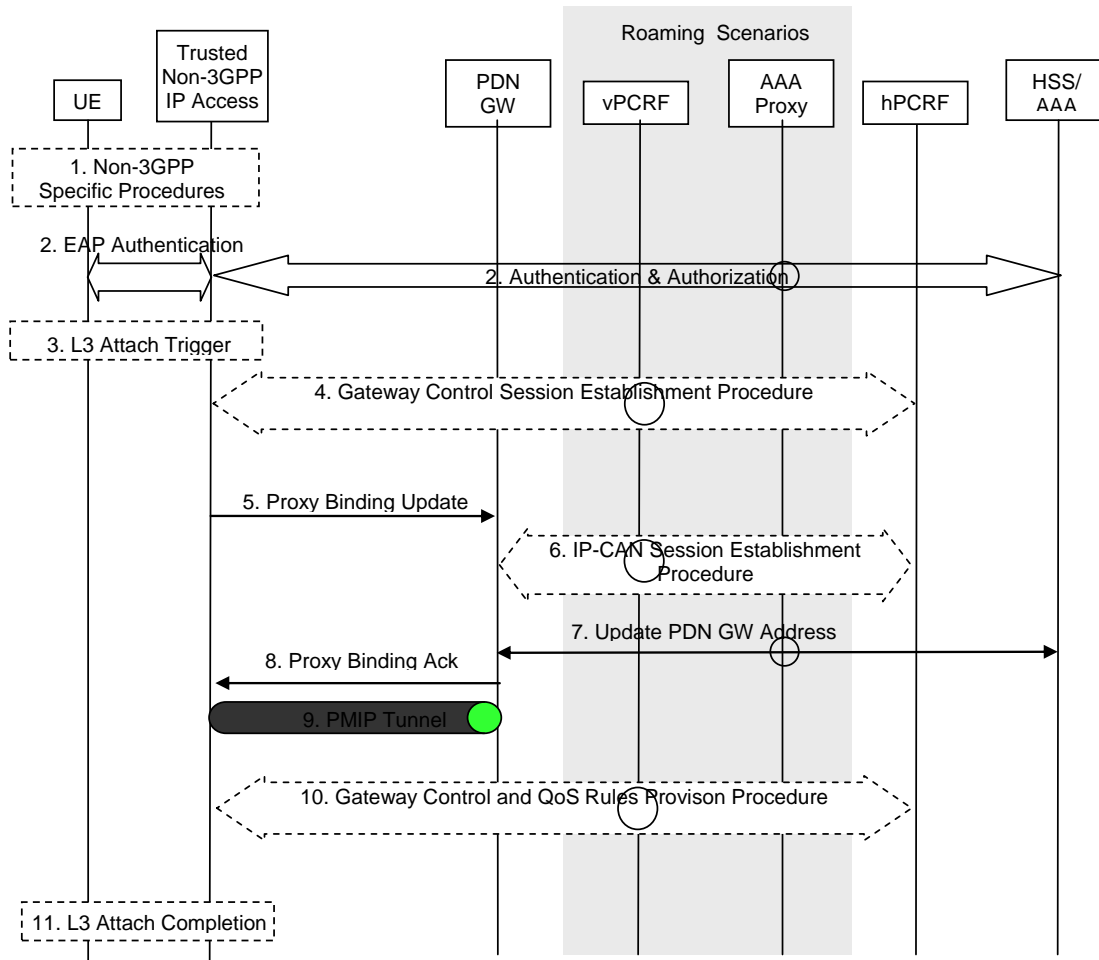 Roaming Scenarios
UE
Trusted
Non-3GPP
IP Access
PDN
GW
vPCRF
AAA
Proxy
hPCRF
HSS/
AAA
1. Non-3GPP
Specific Procedures
2. EAP Authentication
2. Authentication & Authorization
3. L3 Attach Trigger
4. Gateway Control Session Establishment Procedure
5. Proxy Binding Update
6. IP-CAN Session Establishment
Procedure
7. Update PDN GW Address
8. Proxy Binding Ack
9. PMIP Tunnel
10. Gateway Control and QoS Rules Provison Procedure
11. L3 Attach Completion